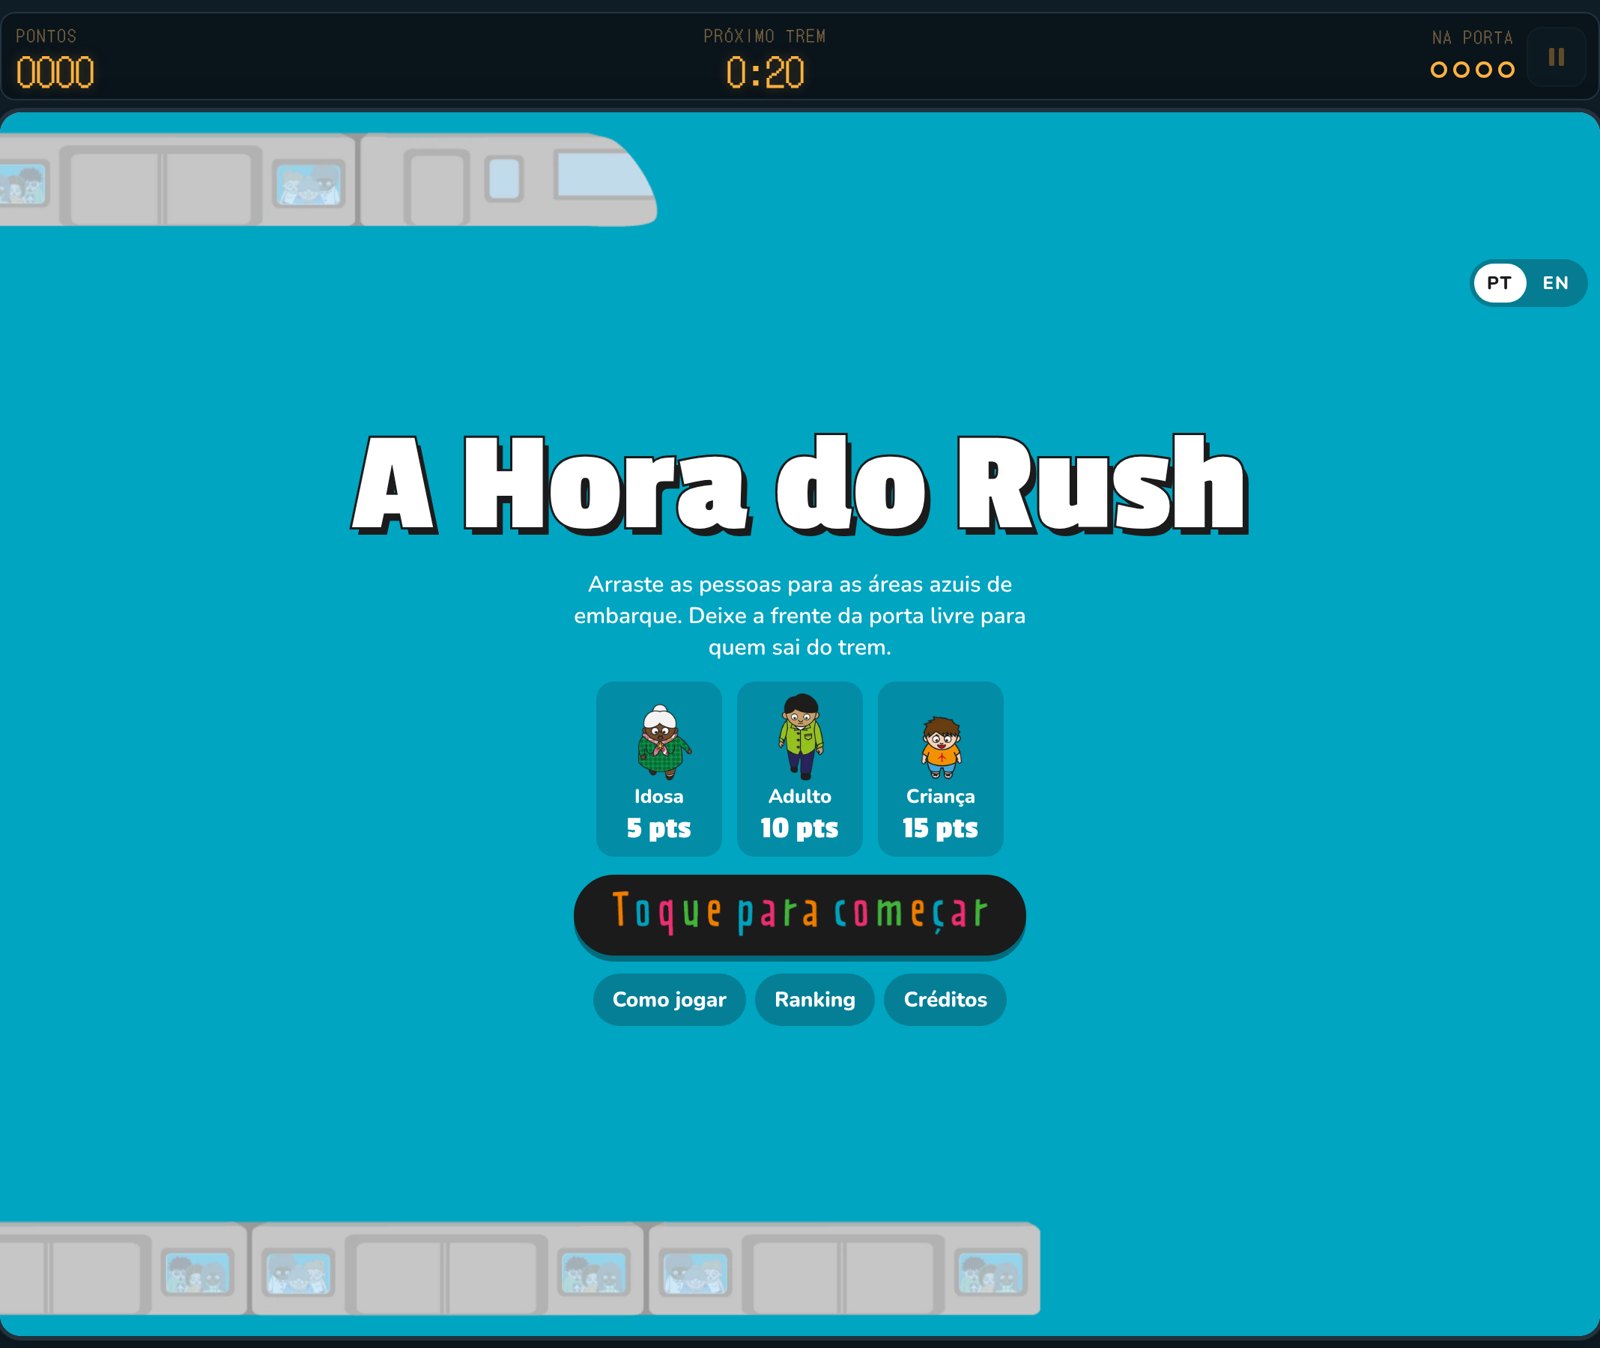 PONTOS
0000
PRÓXIMO TREM
0:20
NA PORTA
PT
EN
A Hora do Rush
Arraste as pessoas para as áreas azuis de
embarque. Deixe a frente da porta livre para
quem sai do trem.
Idosa
5 pts
Adulto
10 pts
Criança
15 pts
Toque para começar
Como jogar
Ranking
Créditos